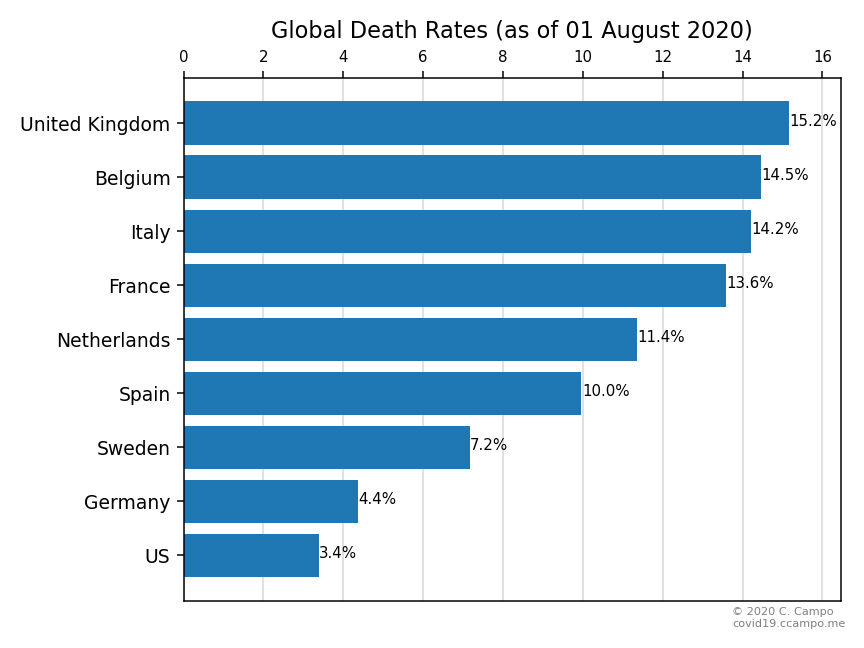 Global Death Rates (as of 01 August 2020)
0 2 4 6 8 10 12 14 16
United Kingdom 15.2%
Belgium 14.5%
Italy 14.2%
France 13.6%
Netherlands 11.4%
Spain 10.0%
Sweden 7.2%
Germany 4.4%
US 3.4%
© 2020 C. Campo
covid19.ccampo.me